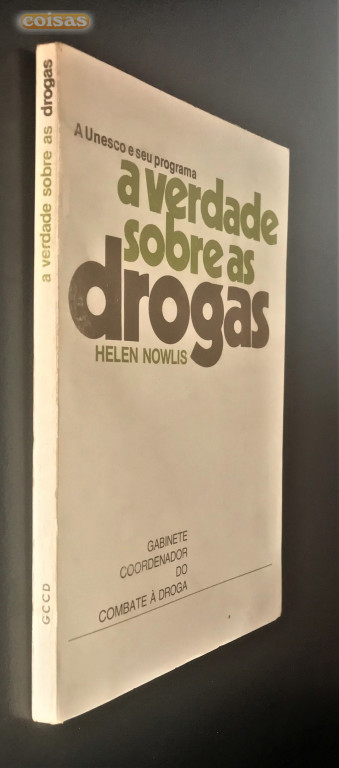 coisas
a verdade sobre as drogas
GCCD
A Unesco e seu programa
a verdade
sobre as
drogas
HELEN NOWLIS
GABINETE
COORDENADOR
DO
COMBATE À DROGA